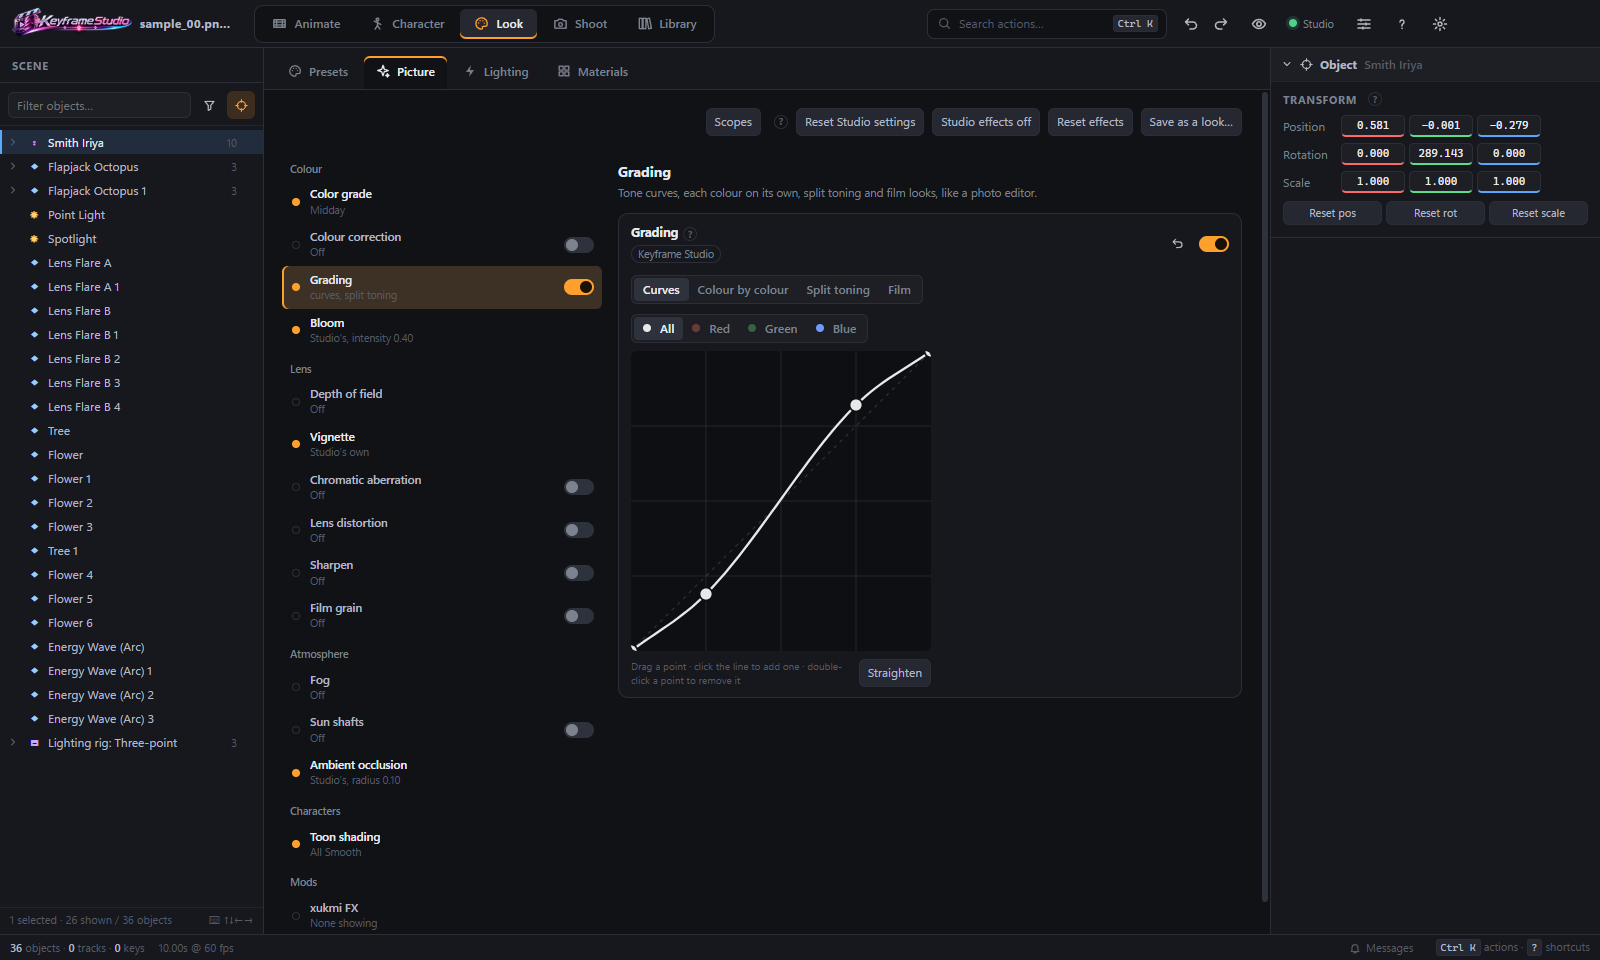 KeyframeStudio
sample_00.pn...
Animate
Character
Look
Shoot
Library
Search actions...
Ctrl K
Studio
?
SCENE
Filter objects...
Smith Iriya 10
Flapjack Octopus 3
Flapjack Octopus 1 3
Point Light
Spotlight
Lens Flare A
Lens Flare A 1
Lens Flare B
Lens Flare B 1
Lens Flare B 2
Lens Flare B 3
Lens Flare B 4
Tree
Flower
Flower 1
Flower 2
Flower 3
Tree 1
Flower 4
Flower 5
Flower 6
Energy Wave (Arc)
Energy Wave (Arc) 1
Energy Wave (Arc) 2
Energy Wave (Arc) 3
Lighting rig: Three-point 3
1 selected · 26 shown / 36 objects
↑↓←→
Presets
Picture
Lighting
Materials
Scopes
?
Reset Studio settings
Studio effects off
Reset effects
Save as a look...
Colour
Color grade
Midday
Colour correction
Off
Grading
curves, split toning
Bloom
Studio's, intensity 0.40
Lens
Depth of field
Off
Vignette
Studio's own
Chromatic aberration
Off
Lens distortion
Off
Sharpen
Off
Film grain
Off
Atmosphere
Fog
Off
Sun shafts
Off
Ambient occlusion
Studio's, radius 0.10
Characters
Toon shading
All Smooth
Mods
xukmi FX
None showing
Grading
Tone curves, each colour on its own, split toning and film looks, like a photo editor.
Grading ?
Keyframe Studio
Curves
Colour by colour
Split toning
Film
All
Red
Green
Blue
Drag a point · click the line to add one · double-
click a point to remove it
Straighten
Object Smith Iriya
TRANSFORM ?
Position 0.581 −0.001 −0.279
Rotation 0.000 289.143 0.000
Scale 1.000 1.000 1.000
Reset pos
Reset rot
Reset scale
36 objects · 0 tracks · 0 keys 10.00s @ 60 fps
Messages
Ctrl K actions · ? shortcuts